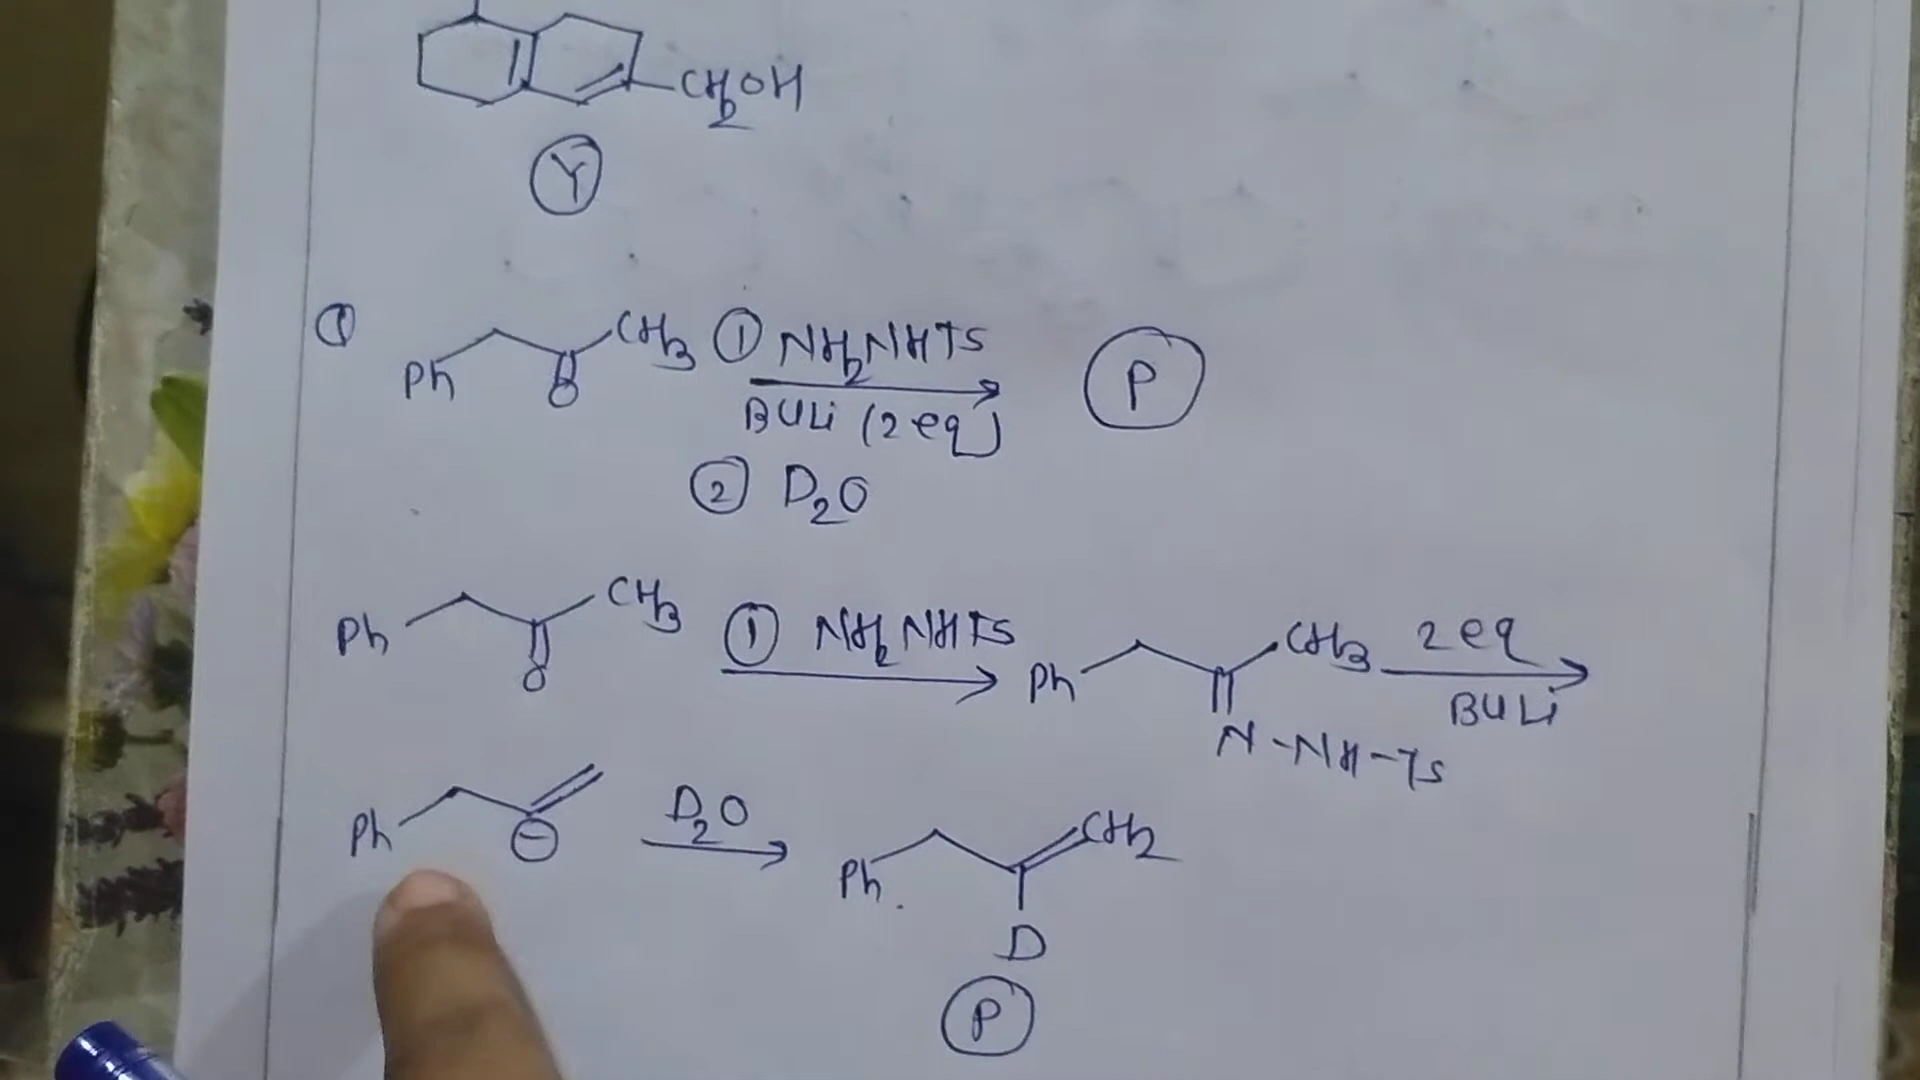 CH2OH
Y
① Ph CH3 O ① NH2NHTS P
BULi (2eq)
② D2O
Ph CH3 O ① NH2NHTS Ph CH3 2eq
BULi
N-NH-Ts
Ph ⊖ D2O Ph CH2
D
P